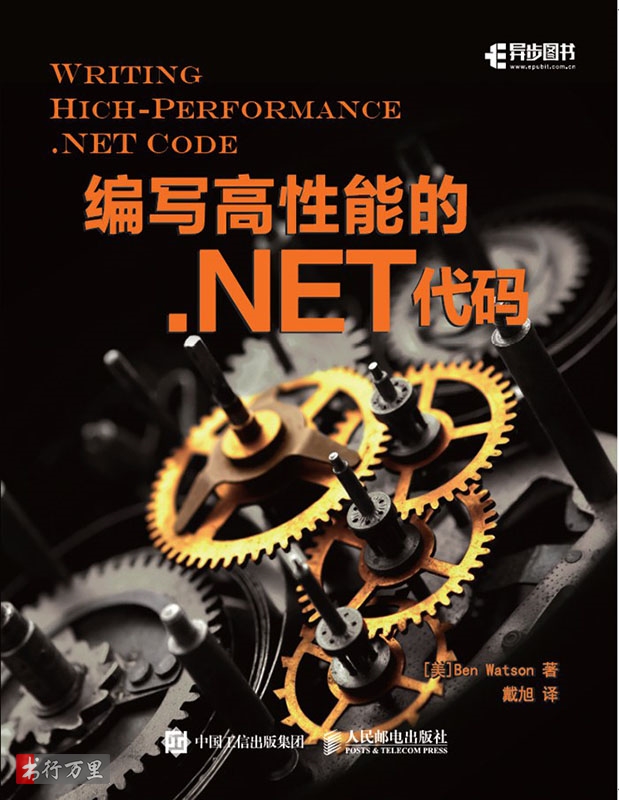 异步图书
www.epubit.com.cn
WRITING
HICH-PERFORMANCE
.NET CODE
编写高性能的
.NET代码
[美]Ben Watson 著
戴旭 译
中国工信出版集团
人民邮电出版社
POSTS & TELECOM PRESS
书行万里